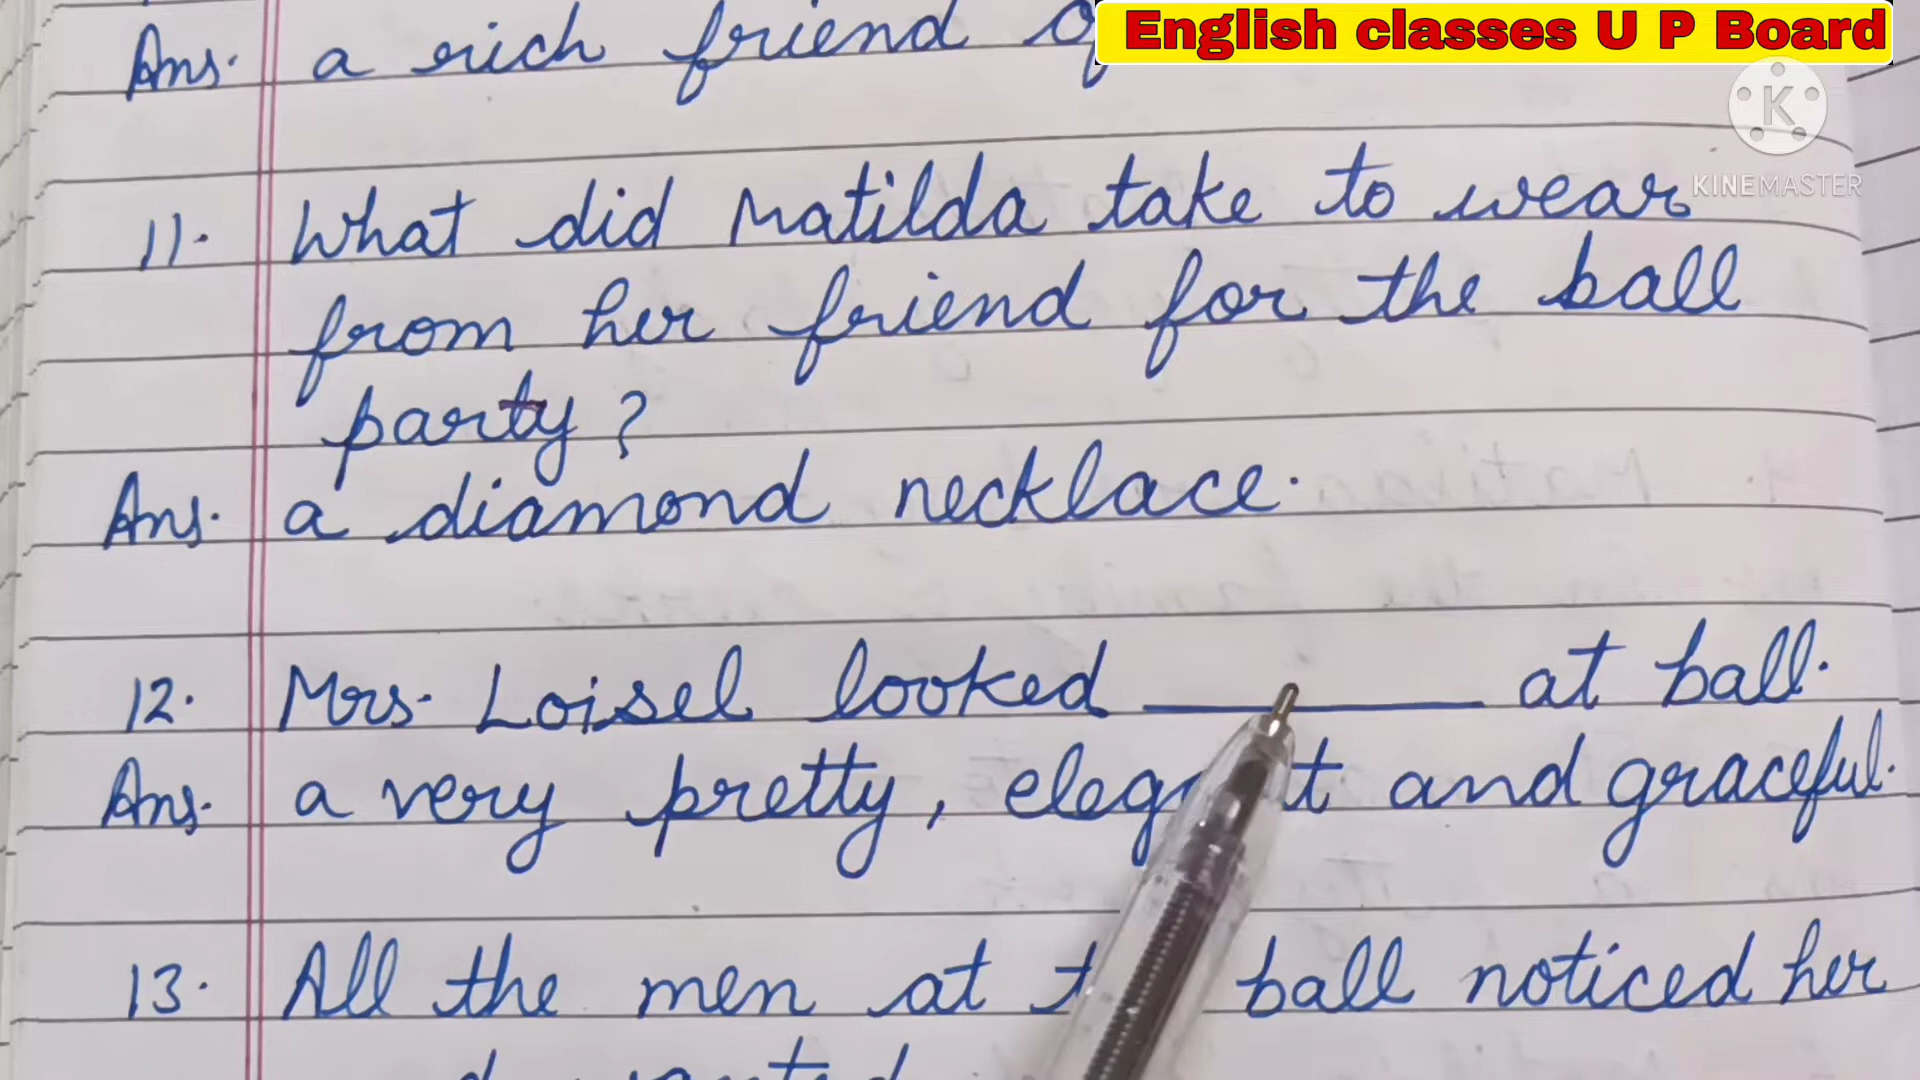 English classes U P Board
Ans. a rich friend
KINEMASTER
11. What did Matilda take to wear
from her friend for the ball
party?
Ans. a diamond necklace.
12. Mrs. Loisel looked ________ at ball.
Ans. a very pretty, and graceful.
13. All the men at ball noticed her